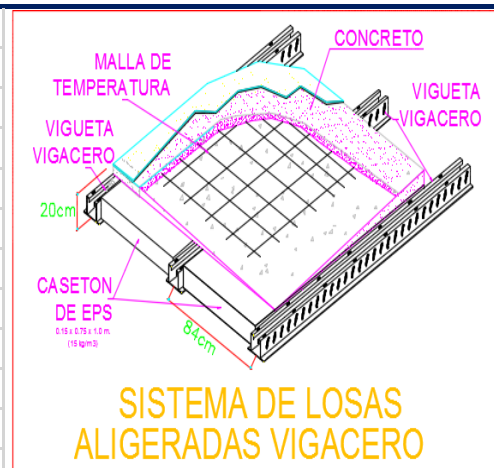 CONCRETO
MALLA DE
TEMPERATURA
VIGUETA
VIGACERO
VIGUETA
VIGACERO
20cm
CASETON
DE EPS
0.15 x 0.75 x 1.0 m.
(15 kg/m3)
84cm
SISTEMA DE LOSAS
ALIGERADAS VIGACERO